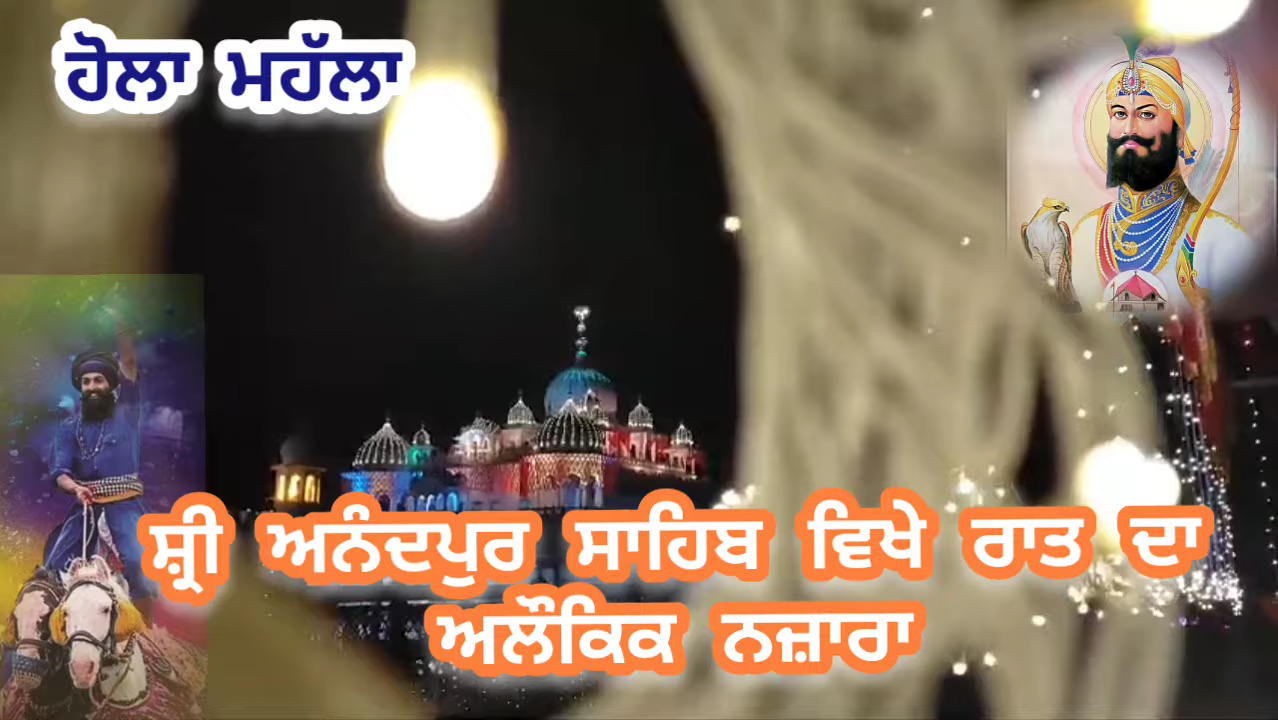 ਹੋਲਾ ਮਹੱਲਾ
ਸ਼੍ਰੀ ਅਨੰਦਪੁਰ ਸਾਹਿਬ ਵਿਖੇ ਰਾਤ ਦਾ
ਅਲੌਕਿਕ ਨਜ਼ਾਰਾ